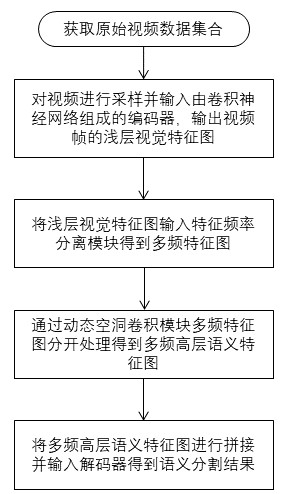 获取原始视频数据集合
对视频进行采样并输入由卷积神
经网络组成的编码器，输出视频
帧的浅层视觉特征图
将浅层视觉特征图输入特征频率
分离模块得到多频特征图
通过动态空洞卷积模块多频特征
图分开处理得到多频高层语义特
征图
将多频高层语义特征图进行拼接
并输入解码器得到语义分割结果